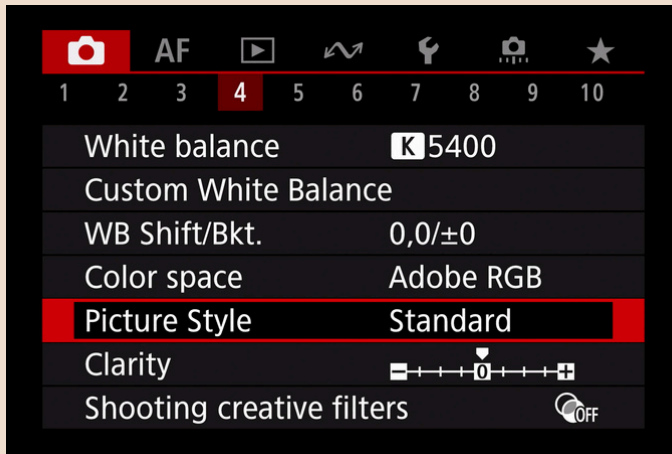 AF
1 2 3 4 5 6 7 8 9 10
White balance K 5400
Custom White Balance
WB Shift/Bkt. 0,0/±0
Color space Adobe RGB
Picture Style Standard
Clarity 0
Shooting creative filters OFF